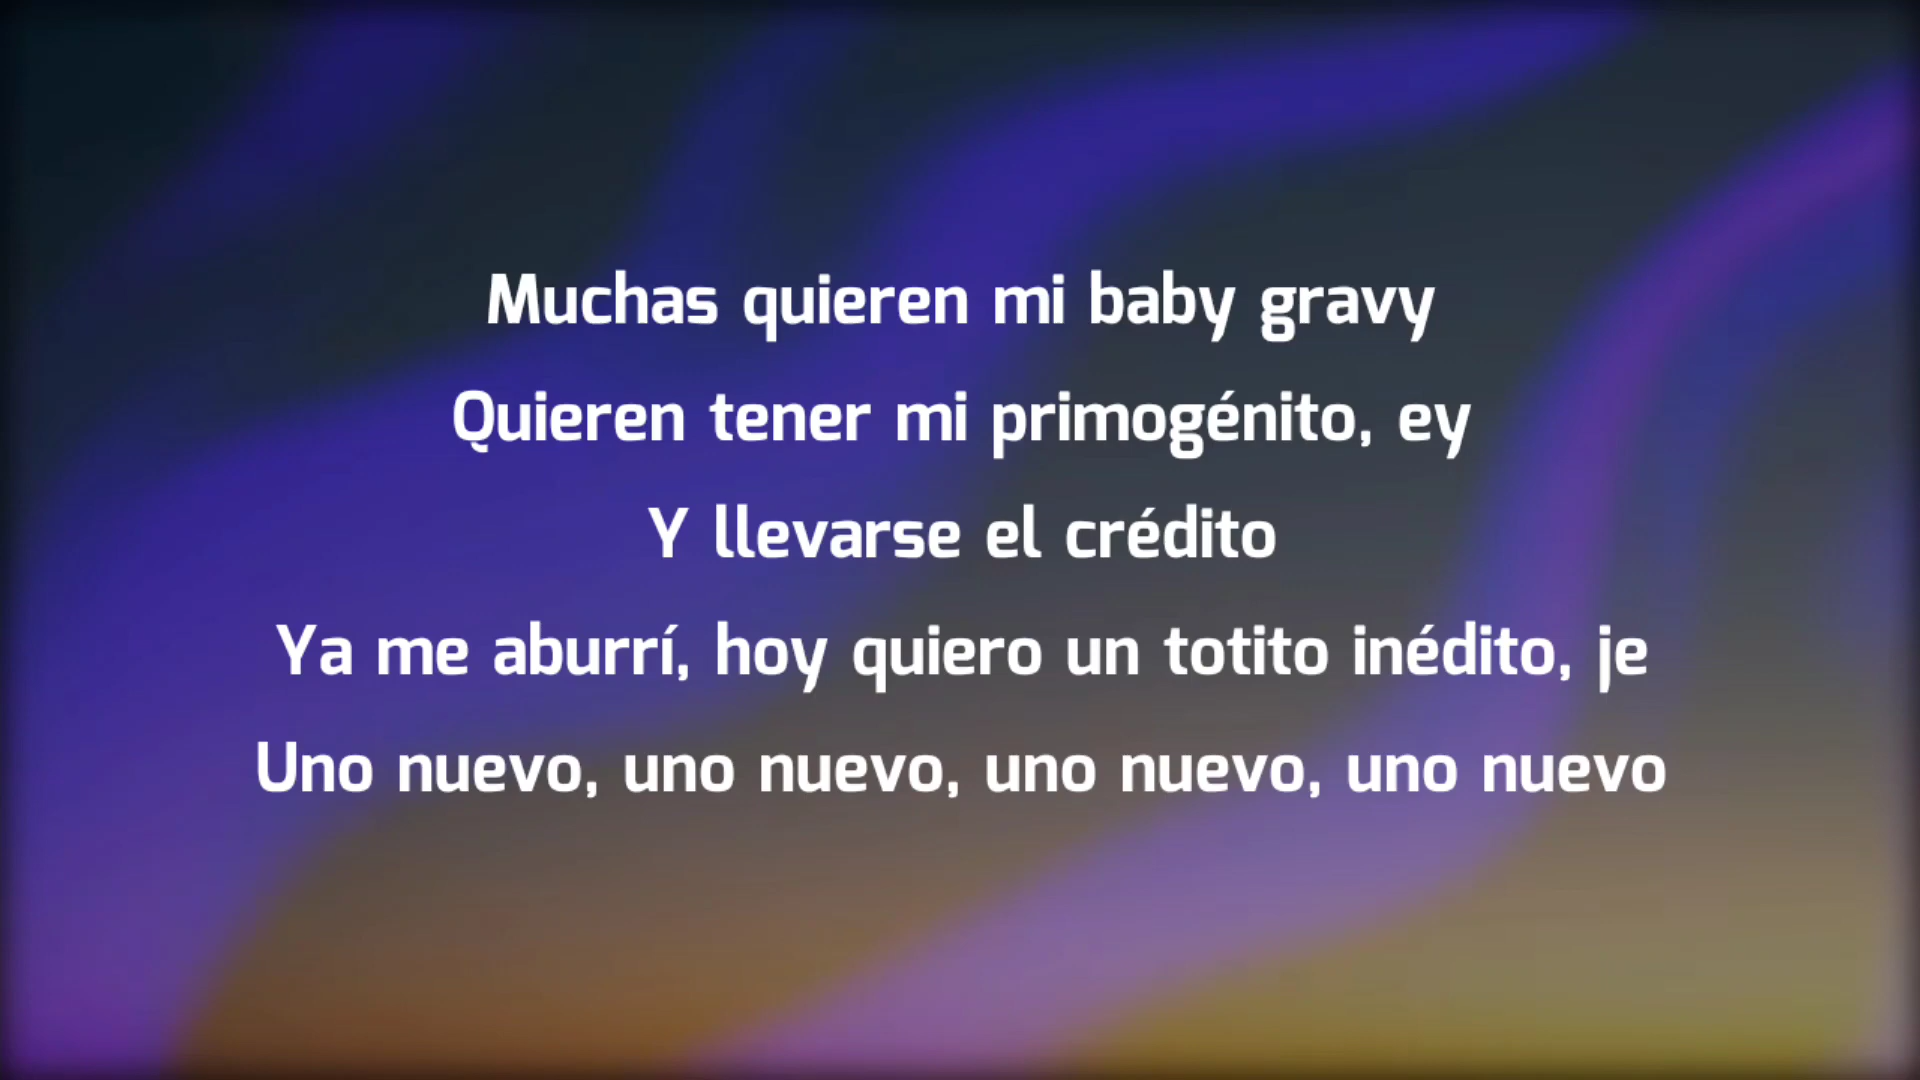 Muchas quieren mi baby gravy
Quieren tener mi primogénito, ey
Y llevarse el crédito
Ya me aburrí, hoy quiero un totito inédito, je
Uno nuevo, uno nuevo, uno nuevo, uno nuevo